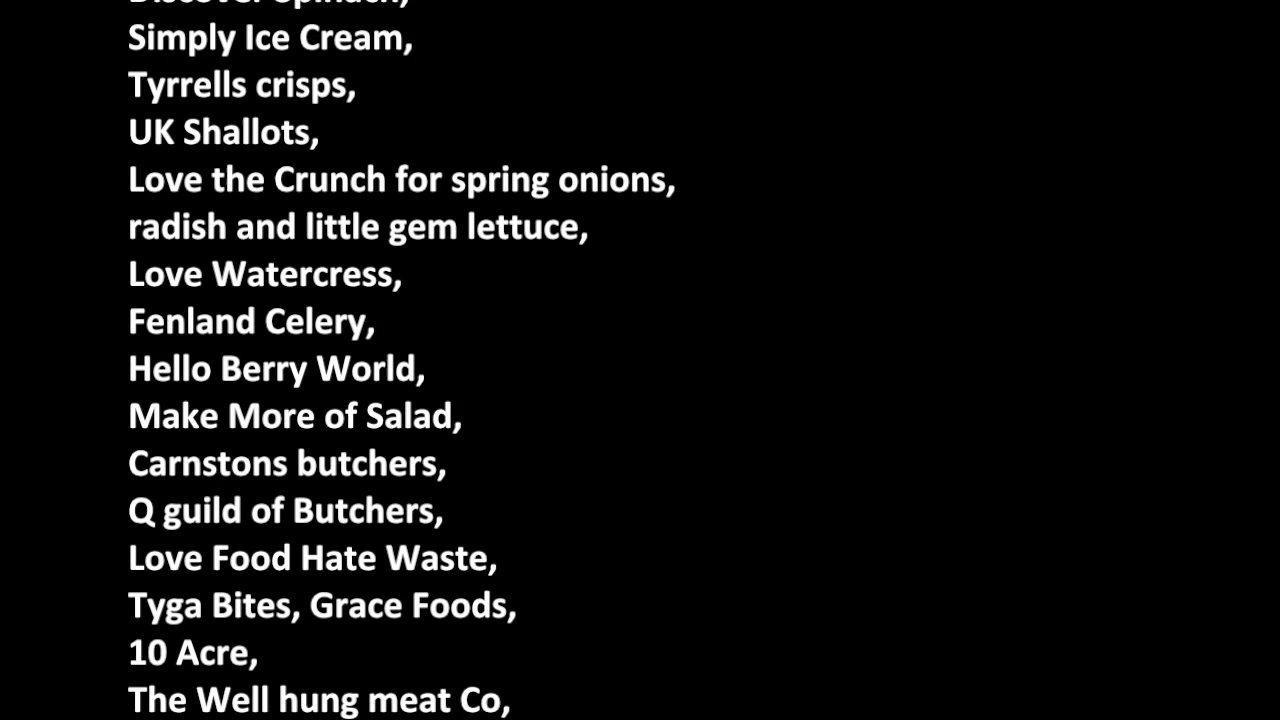 Discover Spinach,
Simply Ice Cream,
Tyrrells crisps,
UK Shallots,
Love the Crunch for spring onions,
radish and little gem lettuce,
Love Watercress,
Fenland Celery,
Hello Berry World,
Make More of Salad,
Carnstons butchers,
Q guild of Butchers,
Love Food Hate Waste,
Tyga Bites, Grace Foods,
10 Acre,
The Well hung meat Co,